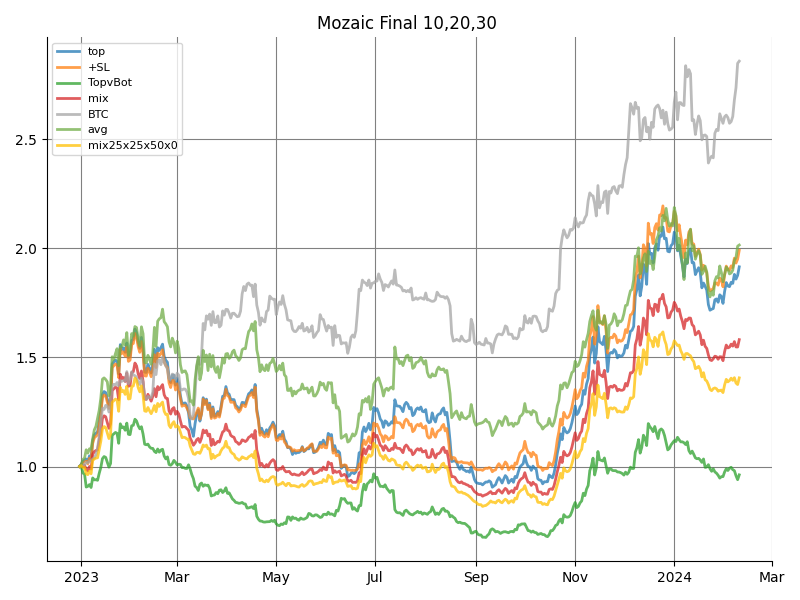 Mozaic Final 10,20,30
top
+SL
TopvBot
mix
BTC
avg
mix25x25x50x0
2.5
2.0
1.5
1.0
2023 Mar May Jul Sep Nov 2024 Mar